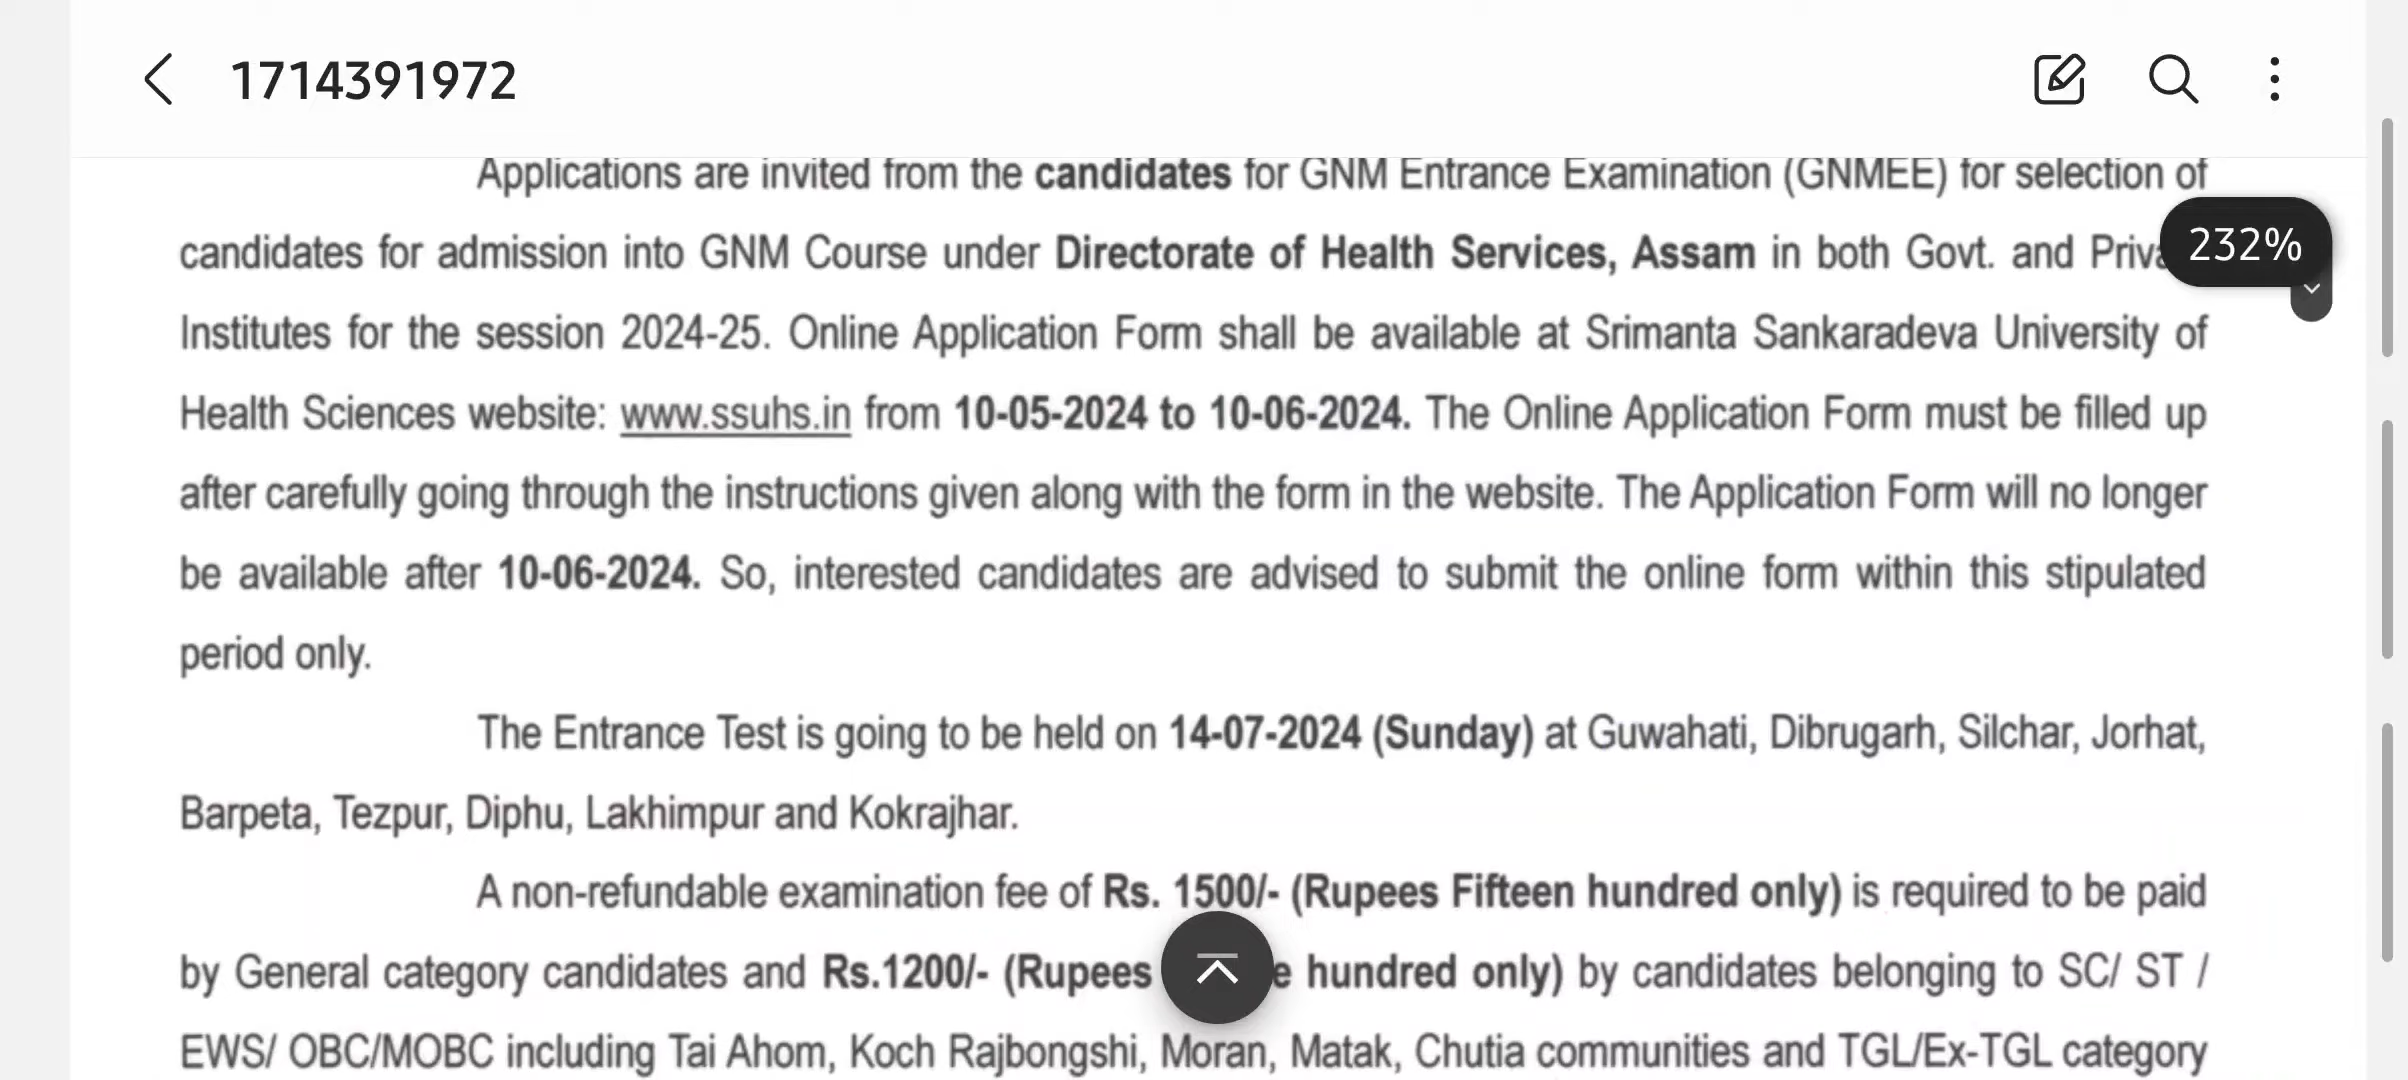 1714391972
Applications are invited from the candidates for GNM Entrance Examination (GNMEE) for selection of
candidates for admission into GNM Course under Directorate of Health Services, Assam in both Govt. and
232%
Institutes for the session 2024-25. Online Application Form shall be available at Srimanta Sankaradeva University of
Health Sciences website: www.ssuhs.in from 10-05-2024 to 10-06-2024. The Online Application Form must be filled up
after carefully going through the instructions given along with the form in the website. The Application Form will no longer
be available after 10-06-2024. So, interested candidates are advised to submit the online form within this stipulated
period only.
The Entrance Test is going to be held on 14-07-2024 (Sunday) at Guwahati, Dibrugarh, Silchar, Jorhat,
Barpeta, Tezpur, Diphu, Lakhimpur and Kokrajhar.
A non-refundable examination fee of Rs. 1500/- (Rupees Fifteen hundred only) is required to be paid
by General category candidates and Rs.1200/- (Rupees hundred only) by candidates belonging to SC/ ST /
EWS/ OBC/MOBC including Tai Ahom, Koch Rajbongshi, Moran, Matak, Chutia communities and TGL/Ex-TGL category